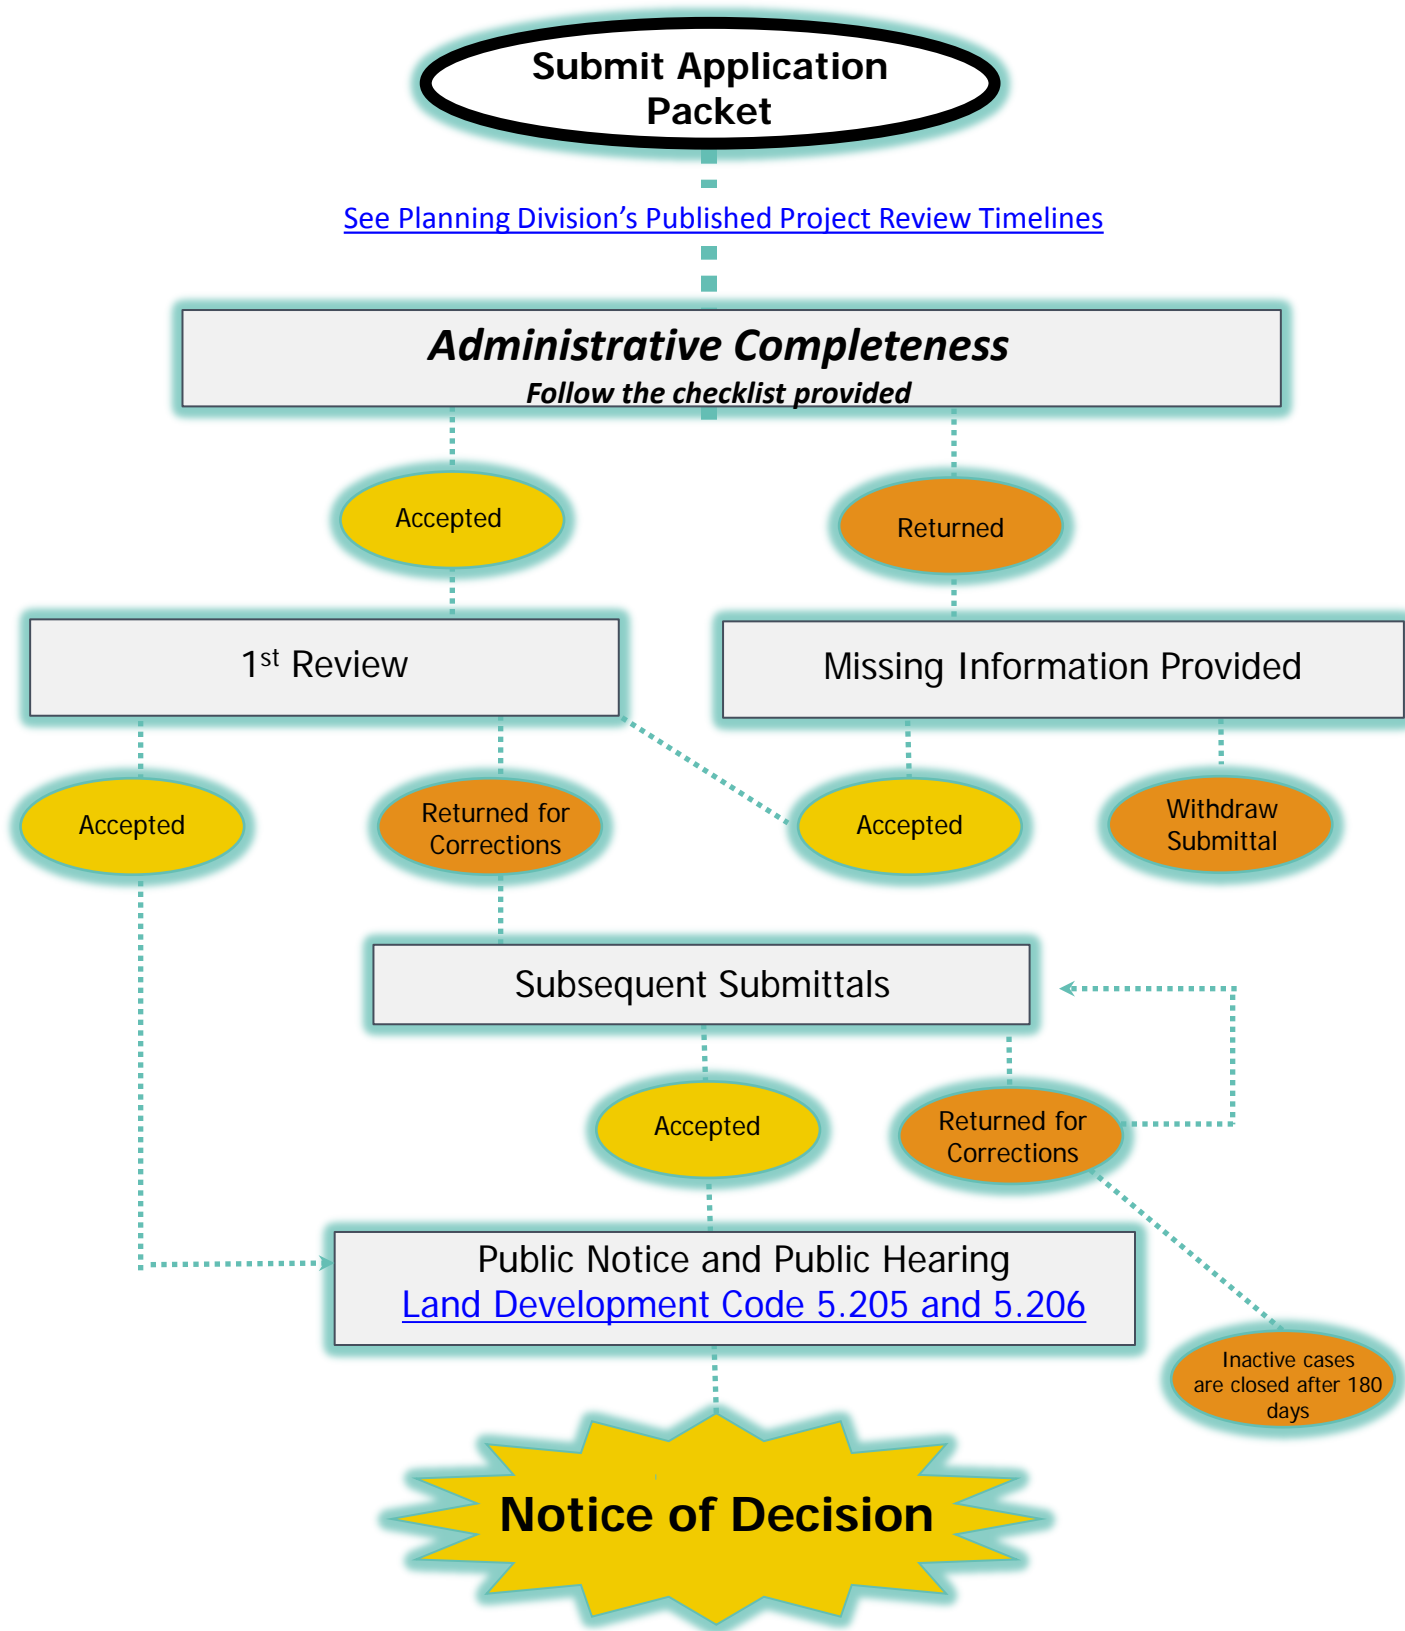 Submit Application
Packet
See Planning Division's Published Project Review Timelines
Administrative Completeness
Follow the checklist provided
Accepted
Returned
1st Review
Missing Information Provided
Accepted
Returned for
Corrections
Accepted
Withdraw
Submittal
Subsequent Submittals
Accepted
Returned for
Corrections
Public Notice and Public Hearing
Land Development Code 5.205 and 5.206
Inactive cases
are closed after 180
days
Notice of Decision